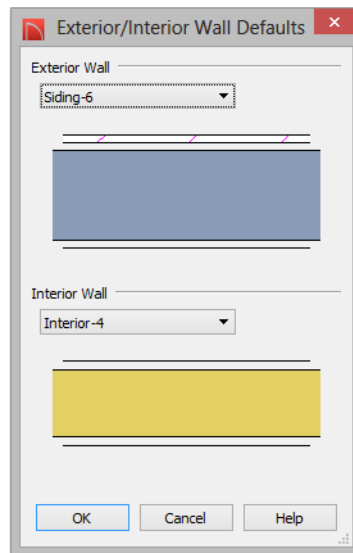 Exterior/Interior Wall Defaults
Exterior Wall
Siding-6
Interior Wall
Interior-4
OK Cancel Help